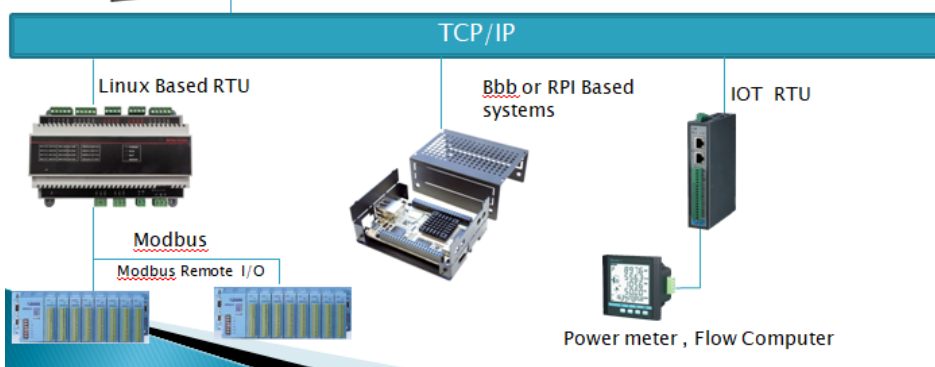 TCP/IP
Linux Based RTU
Bbb or RPI Based
systems
IOT RTU
Modbus
Modbus Remote I/O
Power meter , Flow Computer